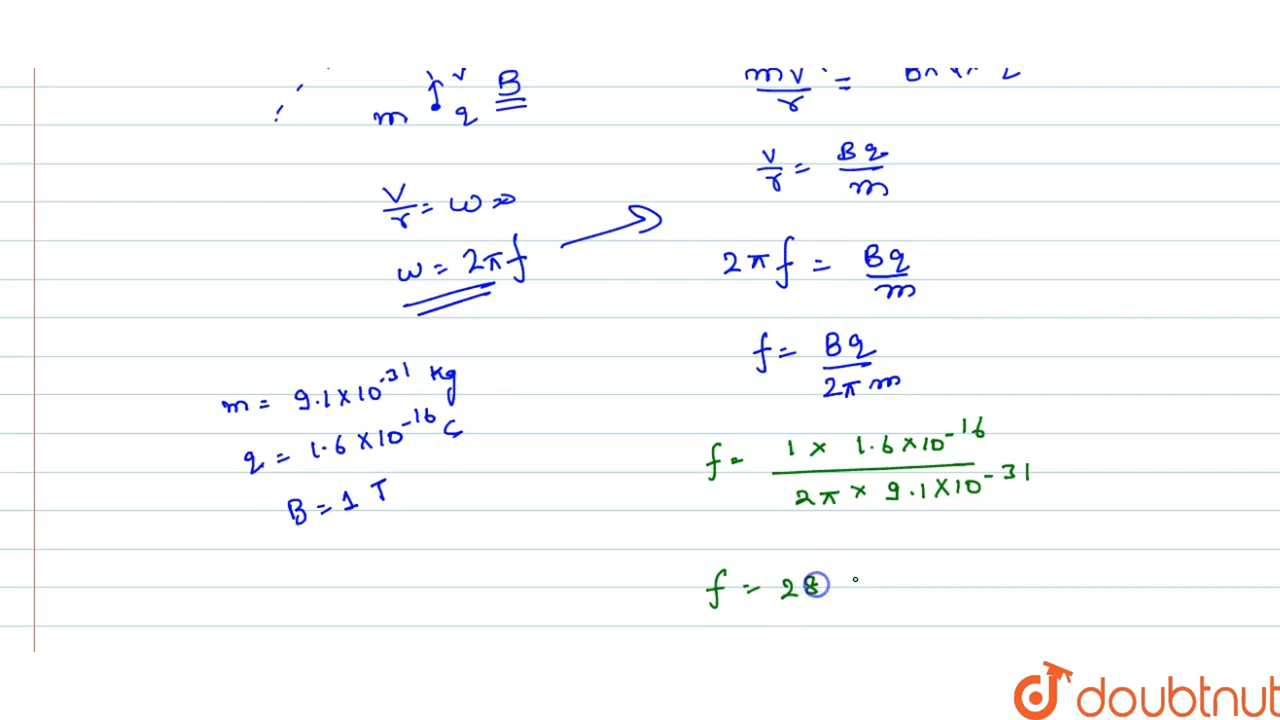 m v q B
V/r = ω
ω = 2πf
m = 9.1×10^-31 kg
q = 1.6×10^-16 C
B = 1 T
mv/r =
v/r = Bq/m
2πf = Bq/m
f = Bq/2πm
f = 1 × 1.6×10^-16 / 2π × 9.1×10^-31
f = 28
doubtnut